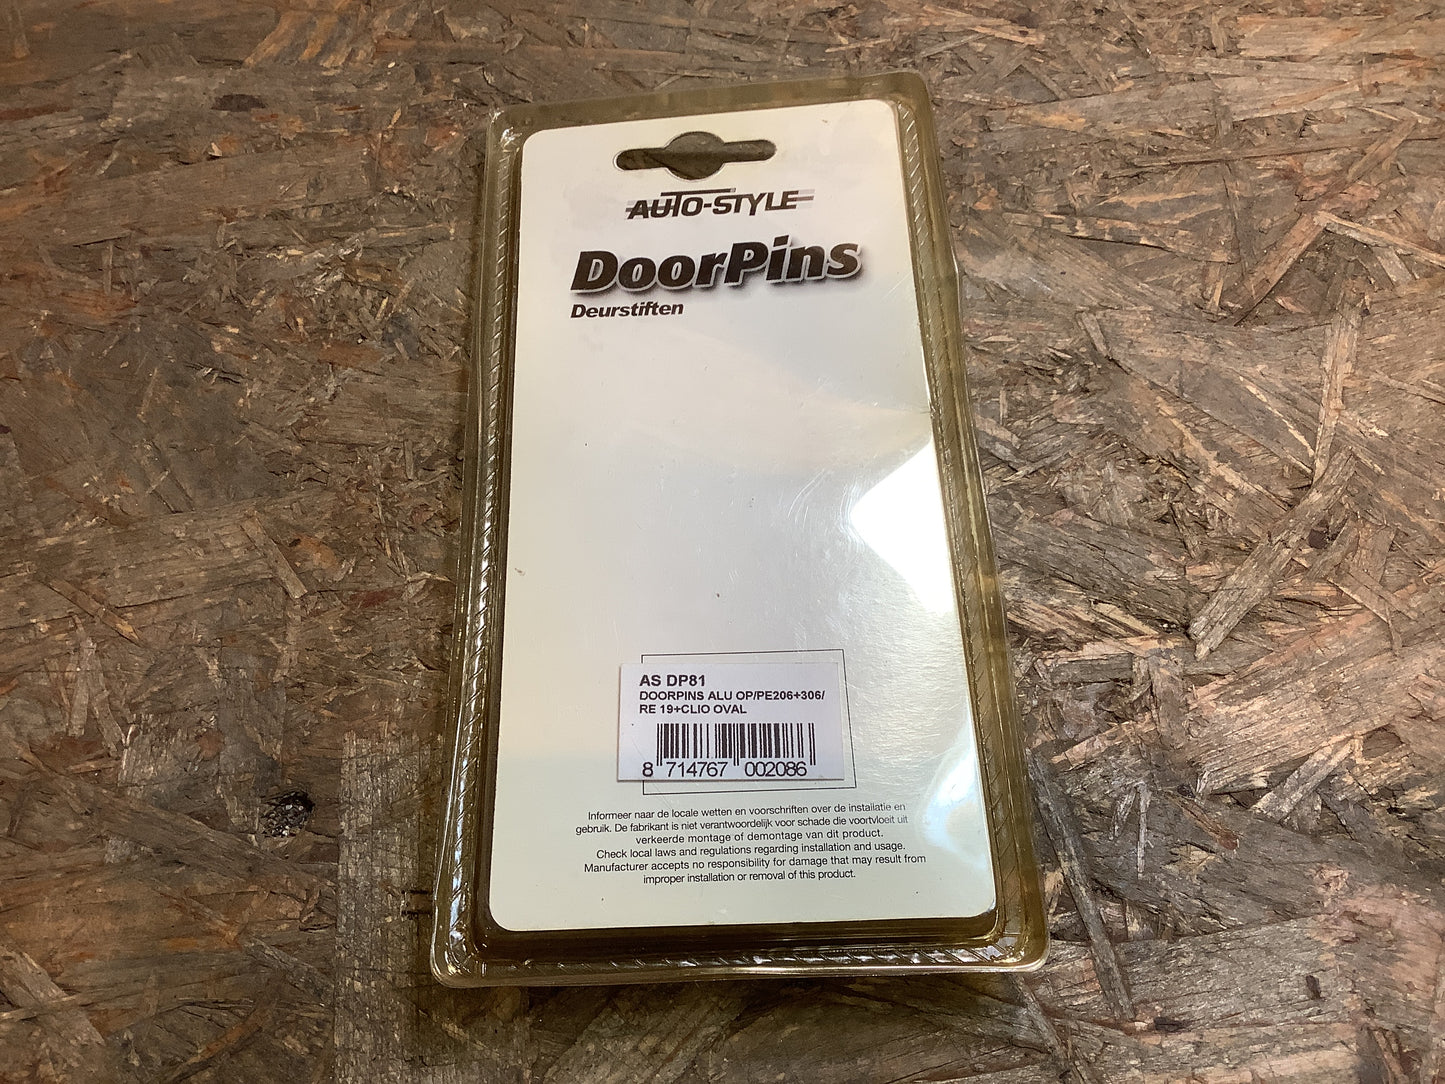 AUTO-STYLE
DoorPins
Deurstiften
AS DP81
DOORPINS ALU OP/PE206+306/
RE 19+CLIO OVAL
8 714767 002086
Informeer naar de locale wetten en voorschriften over de installatie en
gebruik. De fabrikant is niet verantwoordelijk voor schade die voortvloeit uit
verkeerde montage of demontage van dit product.
Check local laws and regulations regarding installation and usage.
Manufacturer accepts no responsibility for damage that may result from
improper installation or removal of this product.